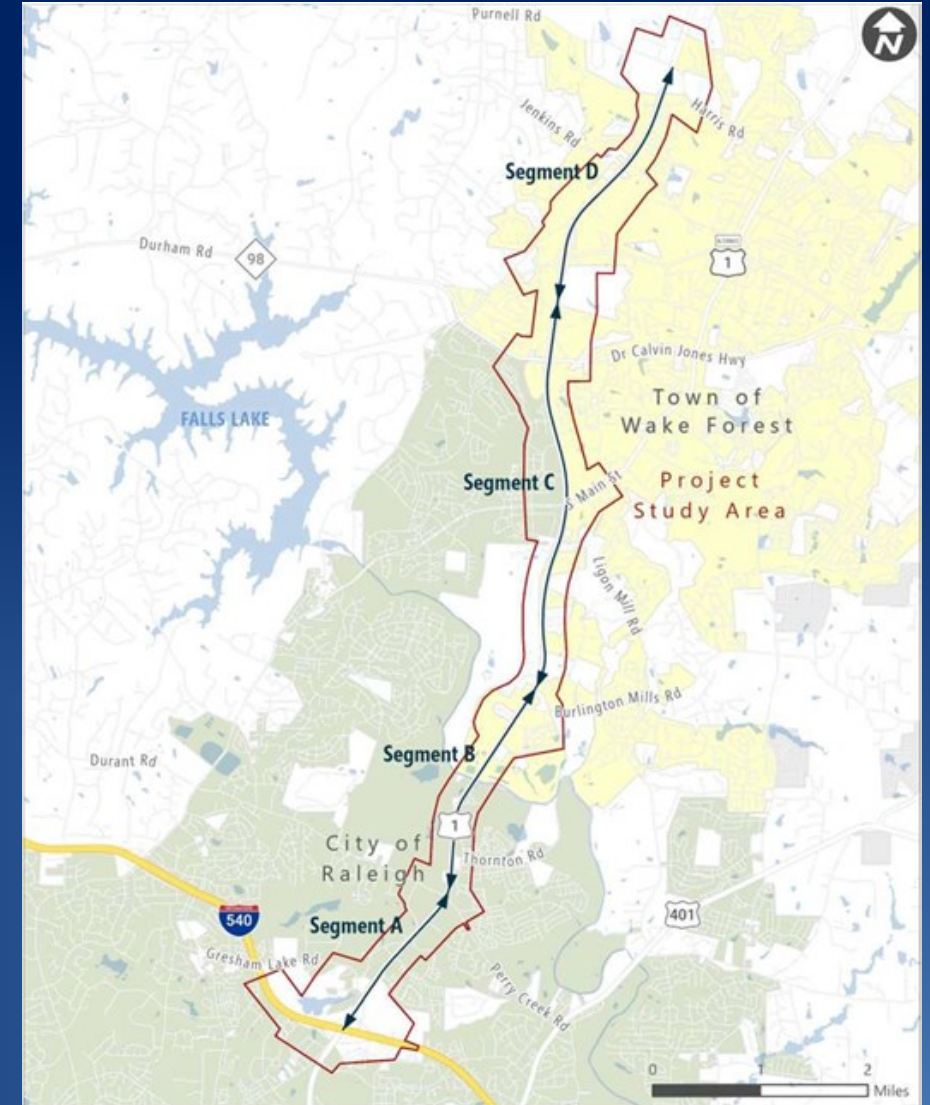 Purnell Rd
N
Jenkins Rd
Harris Rd
Segment D
Durham Rd
98
1
Dr Calvin Jones Hwy
Town of
Wake Forest
FALLS LAKE
Segment C
Project
Study Area
S Main St
Ligon Mill Rd
Burlington Mills Rd
Segment B
Durant Rd
1
City of
Raleigh
Thornton Rd
540
401
Segment A
Gresham Lake Rd
Perry Creek Rd
0 1 2
Miles